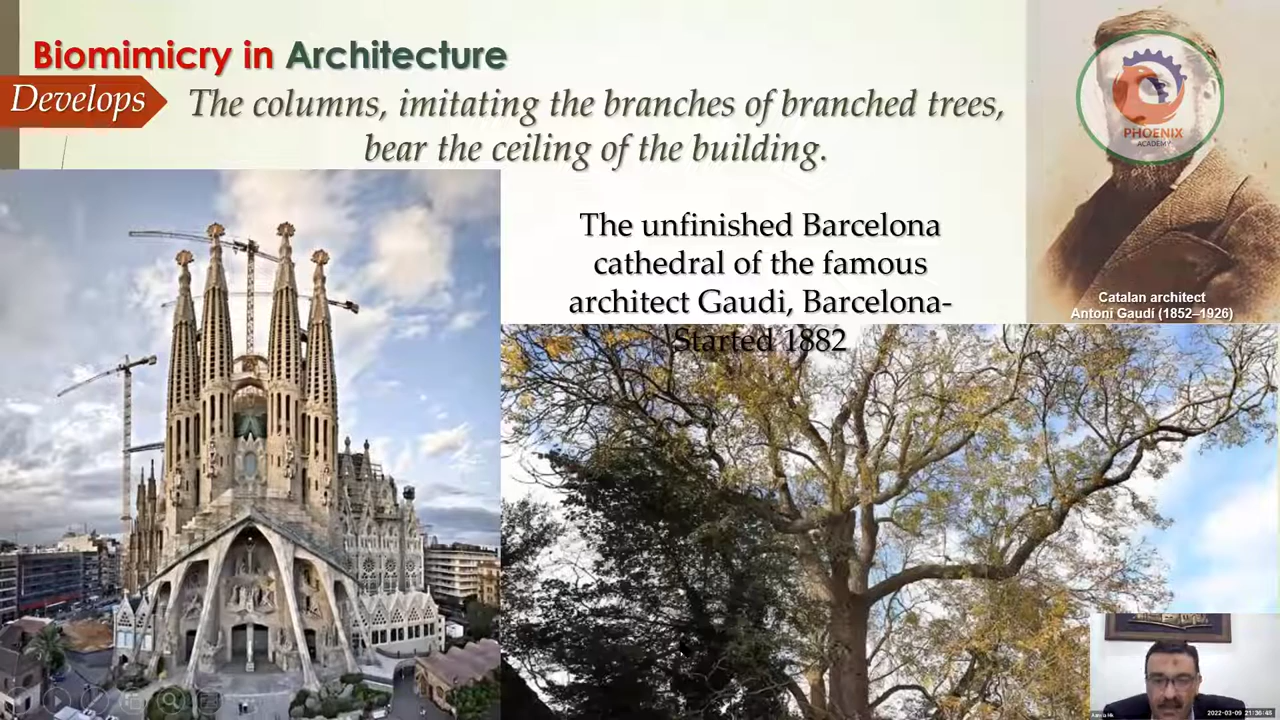 Biomimicry in Architecture
Develops
The columns, imitating the branches of branched trees,
bear the ceiling of the building.
PHOENIX
ACADEMY
The unfinished Barcelona
cathedral of the famous
architect Gaudi, Barcelona-
Started 1882
Catalan architect
Antoni Gaudí (1852–1926)
2022-03-09 21:36:48